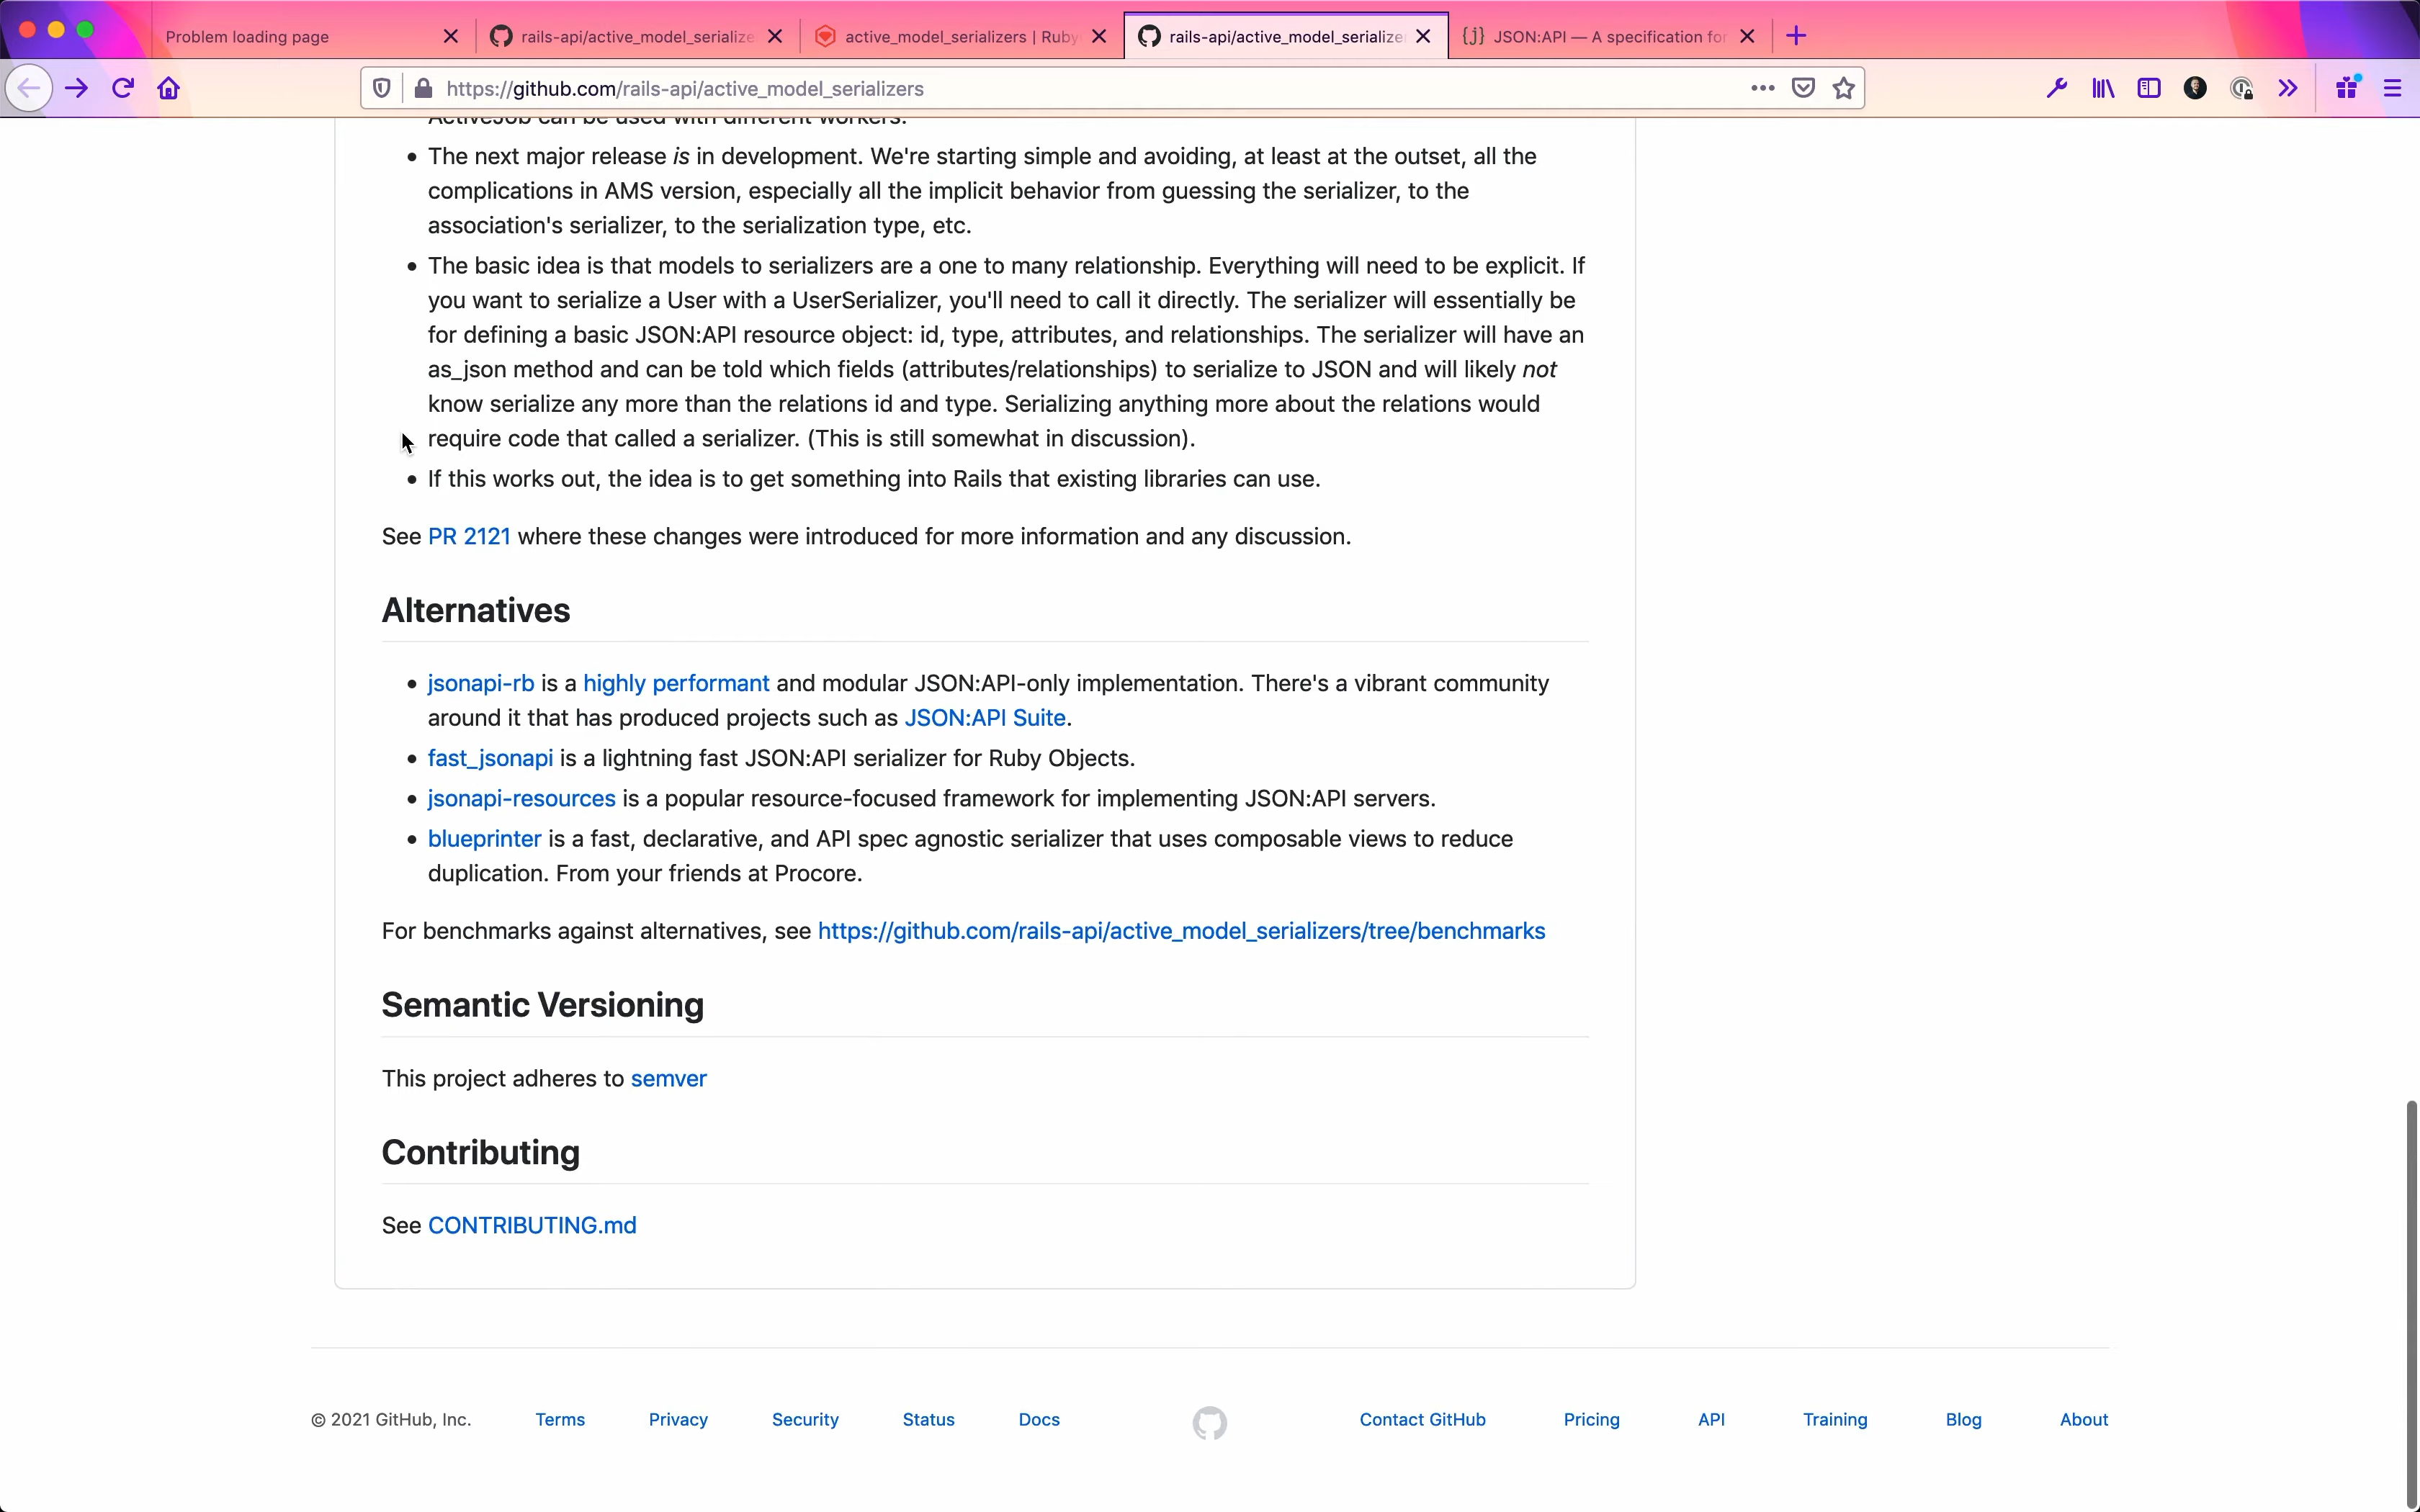 Problem loading page
rails-api/active_model_serialize
active_model_serializers | Ruby
rails-api/active_model_serialize
{j} JSON:API — A specification for
https://github.com/rails-api/active_model_serializers
ActiveJob can be used with different workers.
• The next major release is in development. We're starting simple and avoiding, at least at the outset, all the
complications in AMS version, especially all the implicit behavior from guessing the serializer, to the
association's serializer, to the serialization type, etc.
• The basic idea is that models to serializers are a one to many relationship. Everything will need to be explicit. If
you want to serialize a User with a UserSerializer, you'll need to call it directly. The serializer will essentially be
for defining a basic JSON:API resource object: id, type, attributes, and relationships. The serializer will have an
as_json method and can be told which fields (attributes/relationships) to serialize to JSON and will likely not
know serialize any more than the relations id and type. Serializing anything more about the relations would
require code that called a serializer. (This is still somewhat in discussion).
• If this works out, the idea is to get something into Rails that existing libraries can use.
See PR 2121 where these changes were introduced for more information and any discussion.
Alternatives
• jsonapi-rb is a highly performant and modular JSON:API-only implementation. There's a vibrant community
around it that has produced projects such as JSON:API Suite.
• fast_jsonapi is a lightning fast JSON:API serializer for Ruby Objects.
• jsonapi-resources is a popular resource-focused framework for implementing JSON:API servers.
• blueprinter is a fast, declarative, and API spec agnostic serializer that uses composable views to reduce
duplication. From your friends at Procore.
For benchmarks against alternatives, see https://github.com/rails-api/active_model_serializers/tree/benchmarks
Semantic Versioning
This project adheres to semver
Contributing
See CONTRIBUTING.md
© 2021 GitHub, Inc. Terms Privacy Security Status Docs Contact GitHub Pricing API Training Blog About